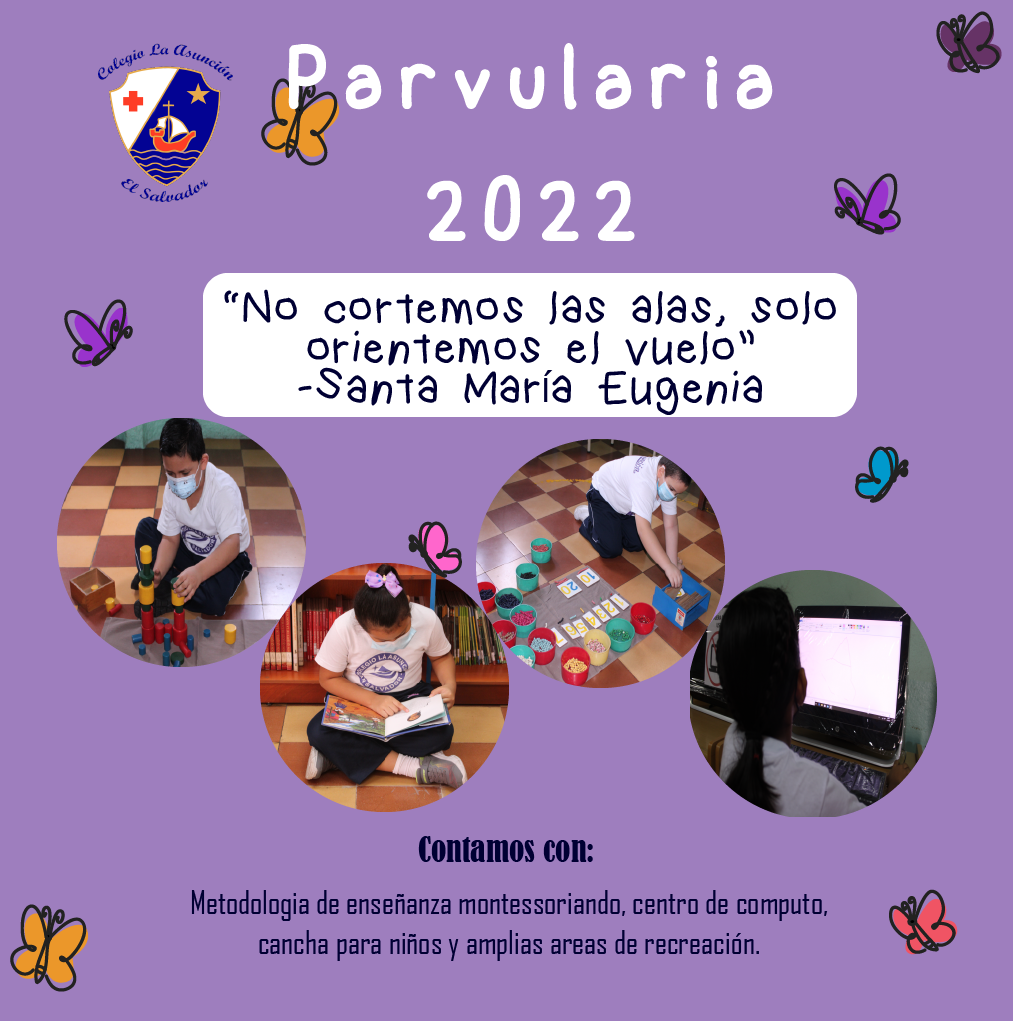 Colegio La Asunción
El Salvador
Parvularia
2022
“No cortemos las alas, solo
orientemos el vuelo”
-Santa María Eugenia
Contamos con:
Metodologia de enseñanza montessoriando, centro de computo,
cancha para niños y amplias areas de recreación.